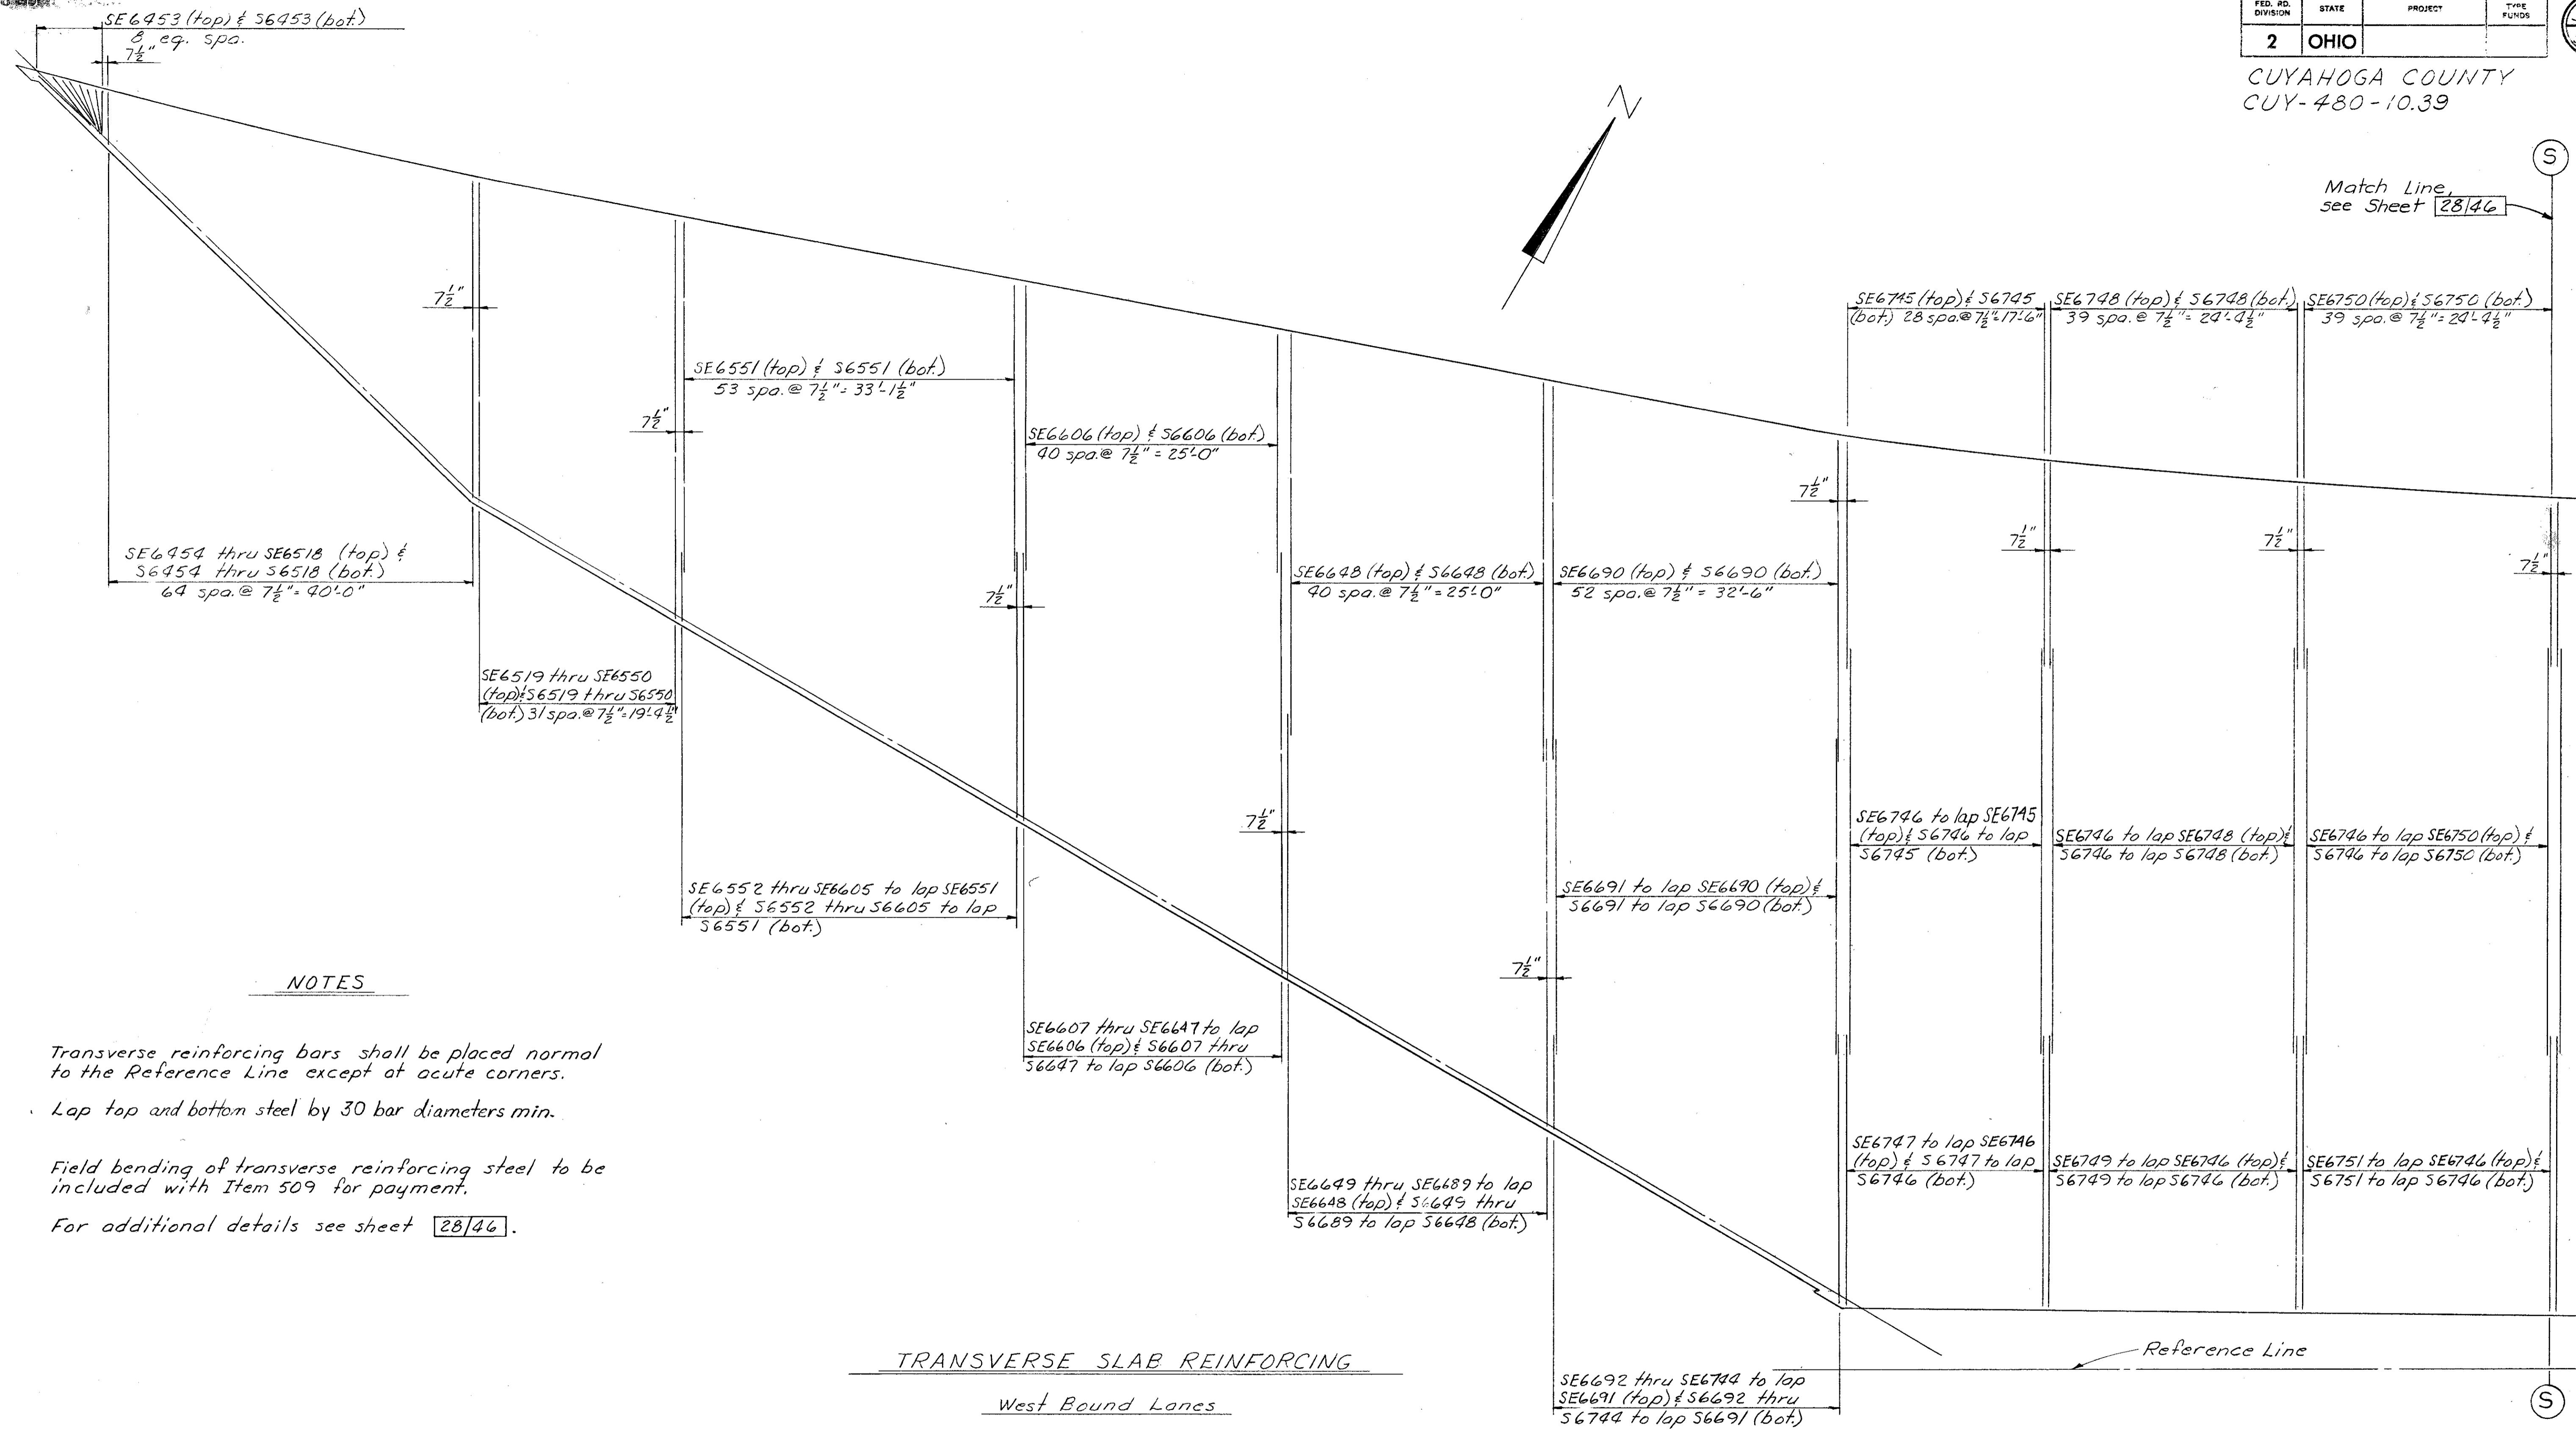 SE6453 (top) & S6453 (bot.)
8 eq. spa.
7½"
FED. RD. DIVISION
STATE
PROJECT
TYPE FUNDS
2
OHIO
CUYAHOGA COUNTY
CUY-480-10.39
N
S
Match Line,
see Sheet 28/46
7½"
SE6745 (top) & S6745
(bot.) 28 spa. @ 7½"=17'-6"
SE6748 (top) & S6748 (bot.)
39 spa. @ 7½" = 24'-4½"
SE6750 (top) & S6750 (bot.)
39 spa. @ 7½" = 24'-4½"
SE6551 (top) & S6551 (bot.)
53 spa. @ 7½" = 33'-1½"
7½"
SE6606 (top) & S6606 (bot.)
40 spa. @ 7½" = 25'-0"
7½"
7½"
7½"
7½"
SE6454 thru SE6518 (top) &
S6454 thru S6518 (bot.)
64 spa. @ 7½" = 40'-0"
7½"
SE6648 (top) & S6648 (bot.)
40 spa. @ 7½" = 25'-0"
SE6690 (top) & S6690 (bot.)
52 spa. @ 7½" = 32'-6"
SE6519 thru SE6550
(top) & S6519 thru S6550
(bot.) 31 spa. @ 7½" = 19'-4½"
7½"
SE6746 to lap SE6745
(top) & S6746 to lap
S6745 (bot.)
SE6746 to lap SE6748 (top) &
S6746 to lap S6748 (bot.)
SE6746 to lap SE6750 (top) &
S6746 to lap S6750 (bot.)
SE6552 thru SE6605 to lap SE6551
(top) & S6552 thru S6605 to lap
S6551 (bot.)
SE6691 to lap SE6690 (top) &
S6691 to lap S6690 (bot.)
7½"
NOTES
Transverse reinforcing bars shall be placed normal
to the Reference Line except at acute corners.
Lap top and bottom steel by 30 bar diameters min.
Field bending of transverse reinforcing steel to be
included with Item 509 for payment.
For additional details see sheet 28/46.
SE6607 thru SE6647 to lap
SE6606 (top) & S6607 thru
S6647 to lap S6606 (bot.)
SE6747 to lap SE6746
(top) & S6747 to lap
S6746 (bot.)
SE6749 to lap SE6746 (top) &
S6749 to lap S6746 (bot.)
SE6751 to lap SE6746 (top) &
S6751 to lap S6746 (bot.)
SE6649 thru SE6689 to lap
SE6648 (top) & S6649 thru
S6689 to lap S6648 (bot.)
TRANSVERSE SLAB REINFORCING
West Bound Lanes
Reference Line
SE6692 thru SE6744 to lap
SE6691 (top) & S6692 thru
S6744 to lap S6691 (bot.)
S